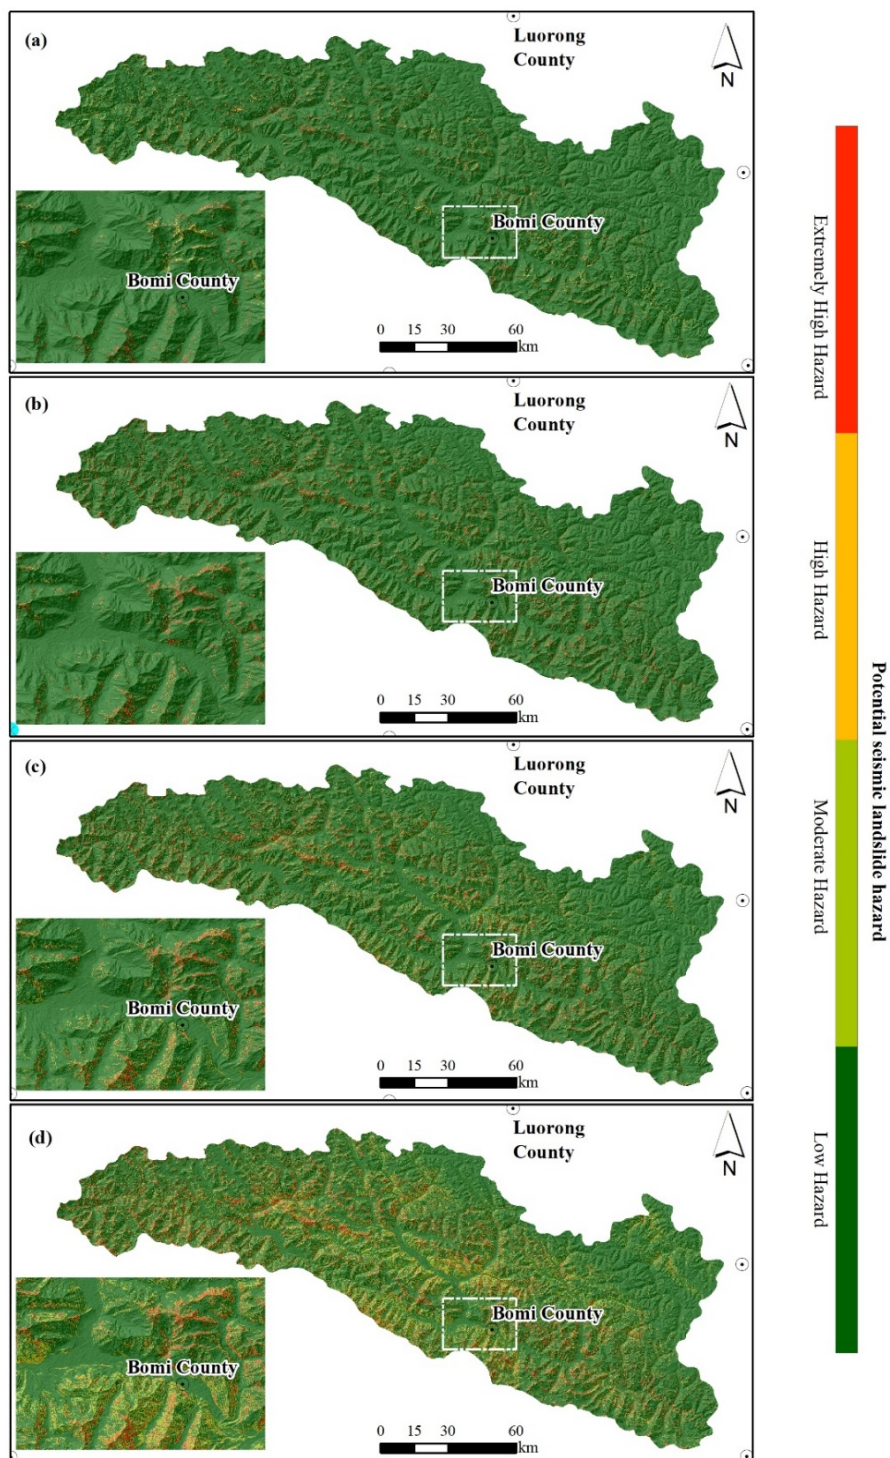 (a)
Luorong
County
N
Bomi County
Bomi County
0 15 30 60
km
(b)
Luorong
County
N
Bomi County
0 15 30 60
km
(c)
Luorong
County
N
Bomi County
Bomi County
0 15 30 60
km
(d)
Luorong
County
N
Bomi County
Bomi County
0 15 30 60
km
Extremely High Hazard
High Hazard
Moderate Hazard
Low Hazard
Potential seismic landslide hazard